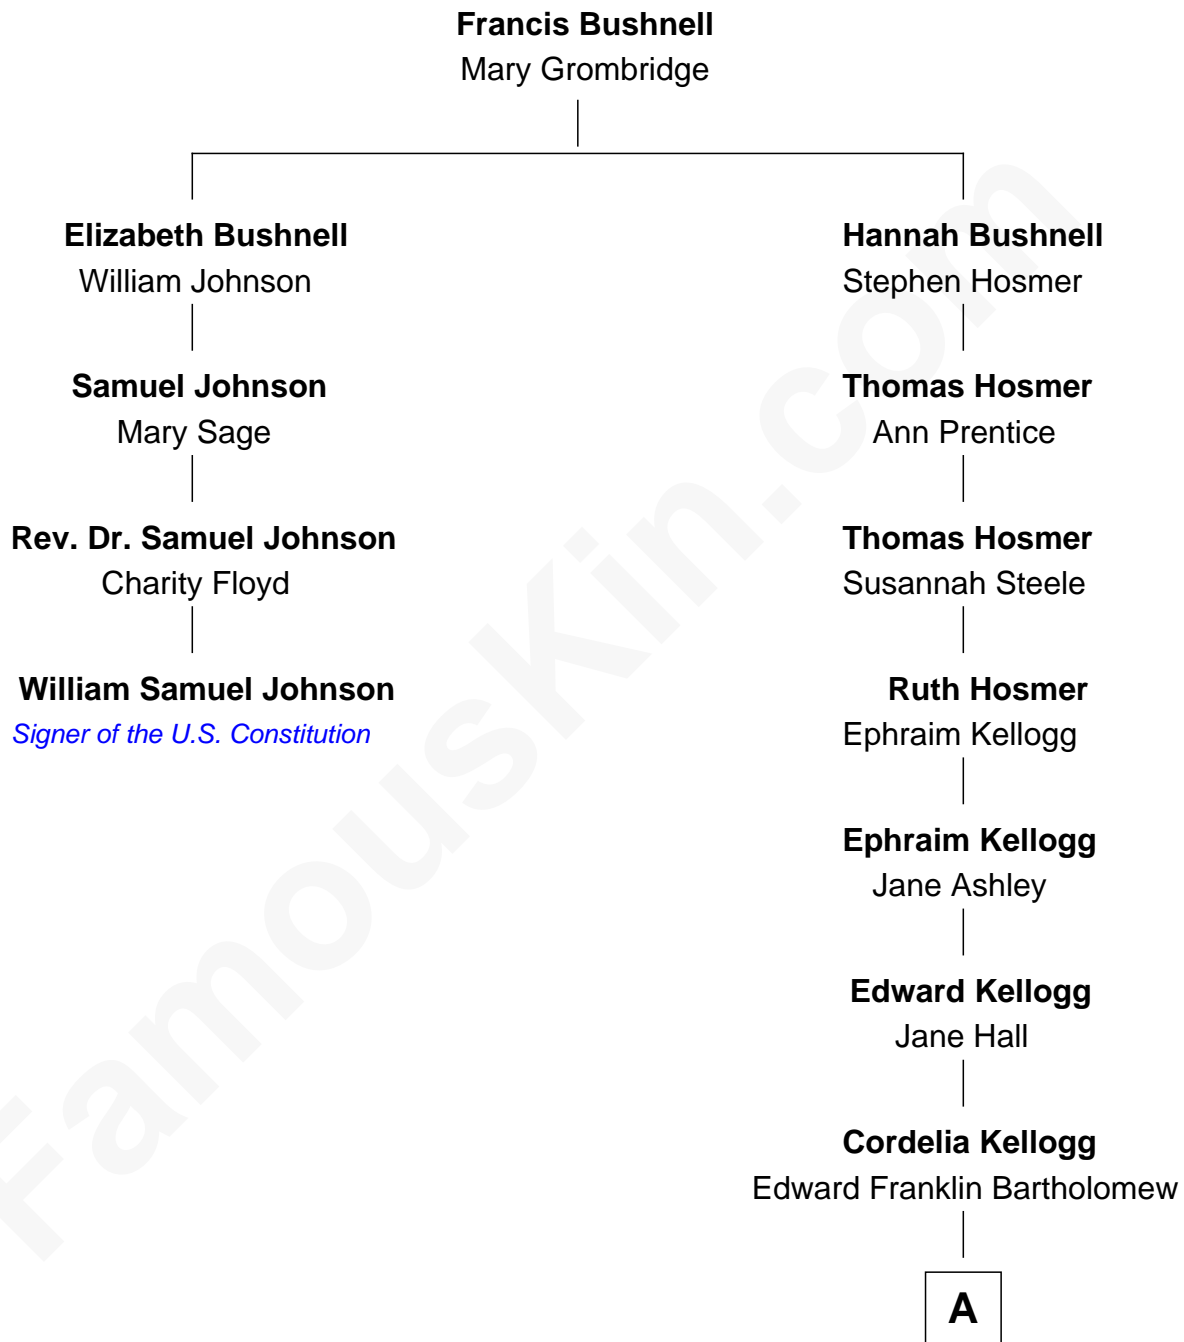 Francis Bushnell
Mary Grombridge
Elizabeth Bushnell
William Johnson
Hannah Bushnell
Stephen Hosmer
Samuel Johnson
Mary Sage
Thomas Hosmer
Ann Prentice
Rev. Dr. Samuel Johnson
Charity Floyd
Thomas Hosmer
Susannah Steele
William Samuel Johnson
Signer of the U.S. Constitution
Ruth Hosmer
Ephraim Kellogg
Ephraim Kellogg
Jane Ashley
Edward Kellogg
Jane Hall
Cordelia Kellogg
Edward Franklin Bartholomew
A
FamousKin.com